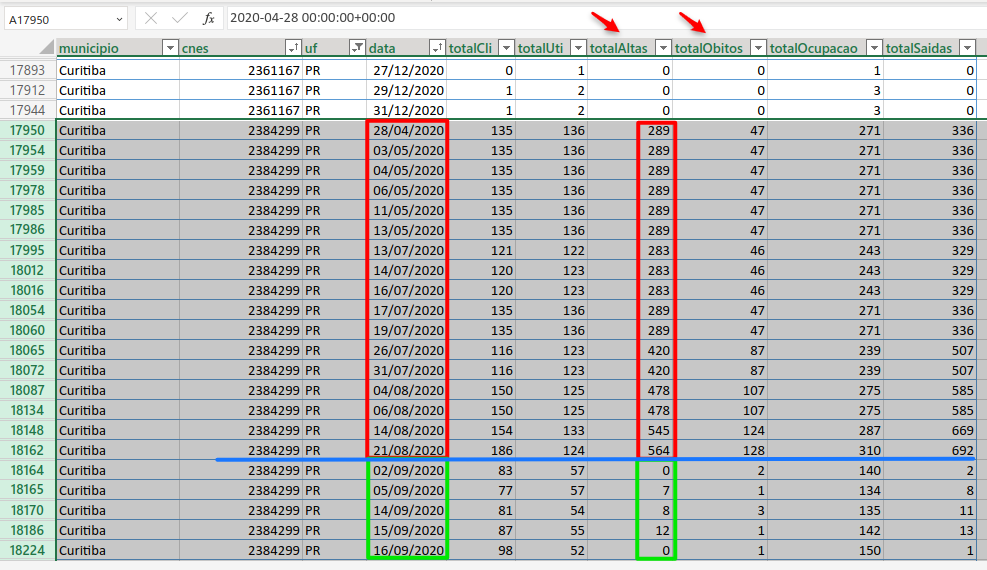 A17950 fx 2020-04-28 00:00:00+00:00
municipio cnes uf data totalCli totalUti totalAltas totalObitos totalOcupacao totalSaidas
17893 Curitiba 2361167 PR 27/12/2020 0 1 0 0 1 0
17912 Curitiba 2361167 PR 29/12/2020 1 2 0 0 3 0
17944 Curitiba 2361167 PR 31/12/2020 1 2 0 0 3 0
17950 Curitiba 2384299 PR 28/04/2020 135 136 289 47 271 336
17954 Curitiba 2384299 PR 03/05/2020 135 136 289 47 271 336
17959 Curitiba 2384299 PR 04/05/2020 135 136 289 47 271 336
17978 Curitiba 2384299 PR 06/05/2020 135 136 289 47 271 336
17985 Curitiba 2384299 PR 11/05/2020 135 136 289 47 271 336
17986 Curitiba 2384299 PR 13/05/2020 135 136 289 47 271 336
17995 Curitiba 2384299 PR 13/07/2020 121 122 283 46 243 329
18012 Curitiba 2384299 PR 14/07/2020 120 123 283 46 243 329
18016 Curitiba 2384299 PR 16/07/2020 120 123 283 46 243 329
18054 Curitiba 2384299 PR 17/07/2020 135 136 289 47 271 336
18060 Curitiba 2384299 PR 19/07/2020 135 136 289 47 271 336
18065 Curitiba 2384299 PR 26/07/2020 116 123 420 87 239 507
18072 Curitiba 2384299 PR 31/07/2020 116 123 420 87 239 507
18087 Curitiba 2384299 PR 04/08/2020 150 125 478 107 275 585
18134 Curitiba 2384299 PR 06/08/2020 150 125 478 107 275 585
18148 Curitiba 2384299 PR 14/08/2020 154 133 545 124 287 669
18162 Curitiba 2384299 PR 21/08/2020 186 124 564 128 310 692
18164 Curitiba 2384299 PR 02/09/2020 83 57 0 2 140 2
18165 Curitiba 2384299 PR 05/09/2020 77 57 7 1 134 8
18170 Curitiba 2384299 PR 14/09/2020 81 54 8 3 135 11
18186 Curitiba 2384299 PR 15/09/2020 87 55 12 1 142 13
18224 Curitiba 2384299 PR 16/09/2020 98 52 0 1 150 1